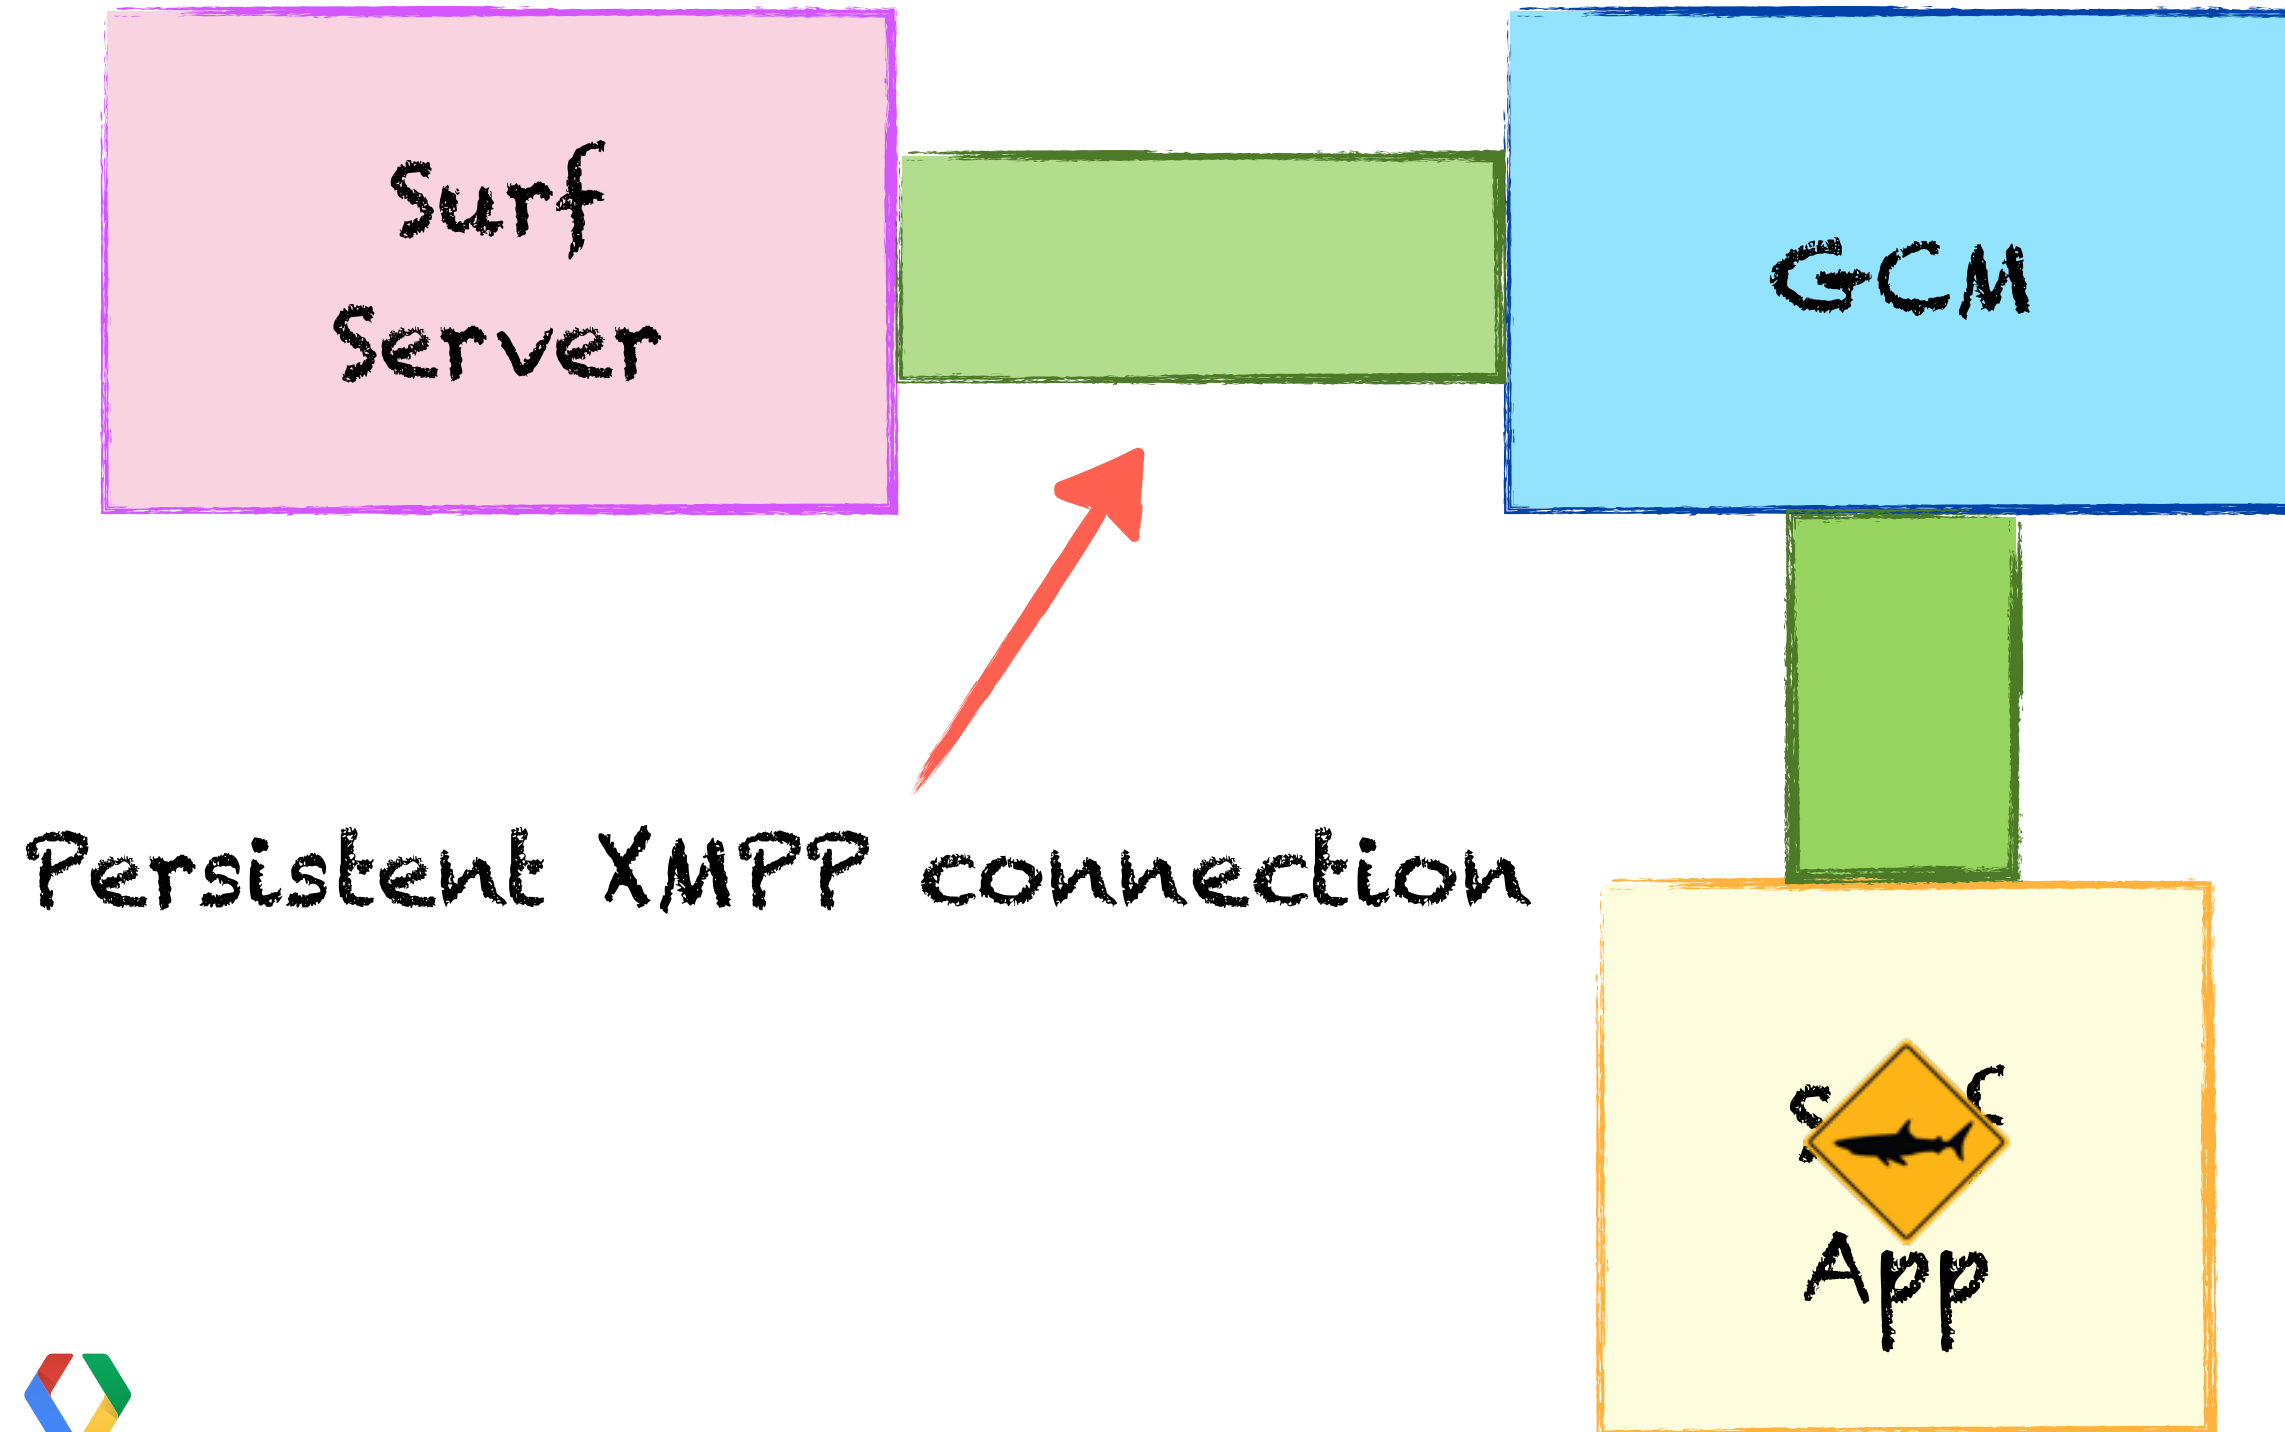 Surf
Server
GCM
Persistent XMPP connection
App